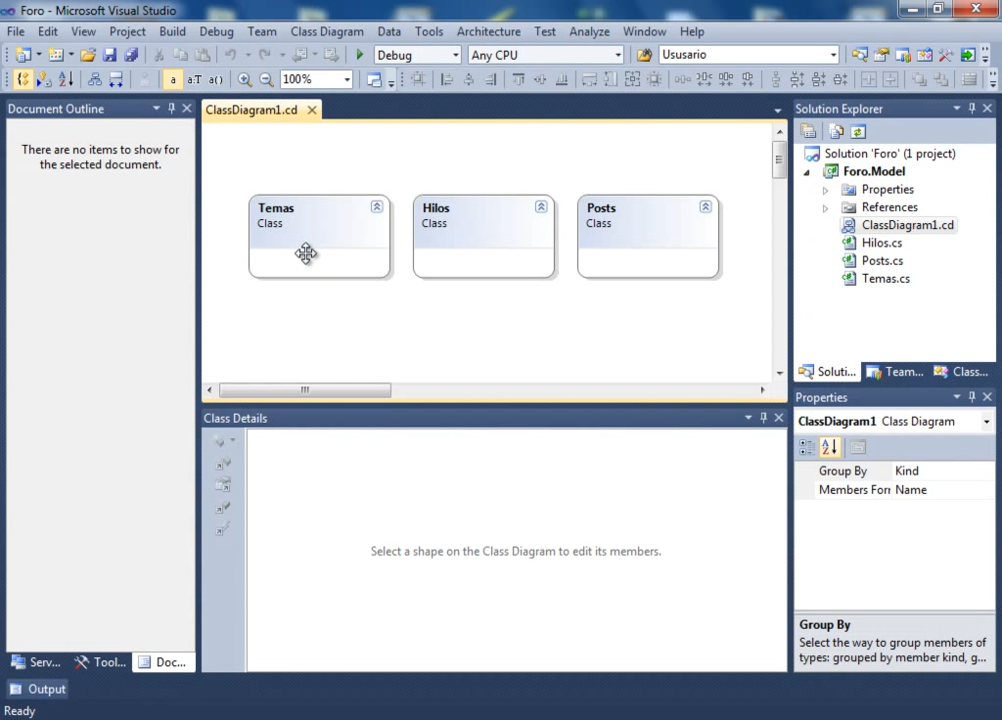 Foro - Microsoft Visual Studio
File Edit View Project Build Debug Team Class Diagram Data Tools Architecture Test Analyze Window Help
Debug Any CPU Ususario
a a:T a() 100%
Document Outline
There are no items to show for
the selected document.
ClassDiagram1.cd
Temas
Class
Hilos
Class
Posts
Class
Class Details
Select a shape on the Class Diagram to edit its members.
Solution Explorer
Solution 'Foro' (1 project)
Foro.Model
Properties
References
ClassDiagram1.cd
Hilos.cs
Posts.cs
Temas.cs
Soluti... Team... Class...
Properties
ClassDiagram1 Class Diagram
Group By Kind
Members Forr Name
Group By
Select the way to group members of
types: grouped by member kind, g...
Serv... Tool... Doc...
Output
Ready